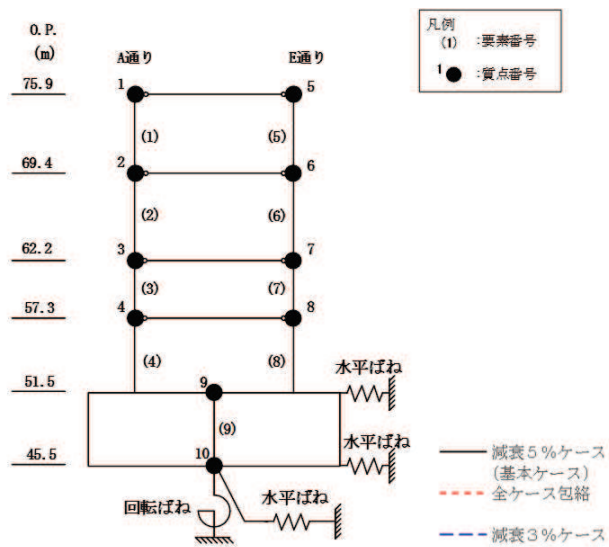 O.P.
(m)
A通り
E通り
凡例
(1) :要素番号
1 :質点番号
75.9
1
5
(1)
(5)
69.4
2
6
(2)
(6)
62.2
3
7
(3)
(7)
57.3
4
8
(4)
(8)
水平ばね
51.5
9
(9)
水平ばね
45.5
10
回転ばね
水平ばね
減衰5%ケース
(基本ケース)
全ケース包絡
減衰3%ケース